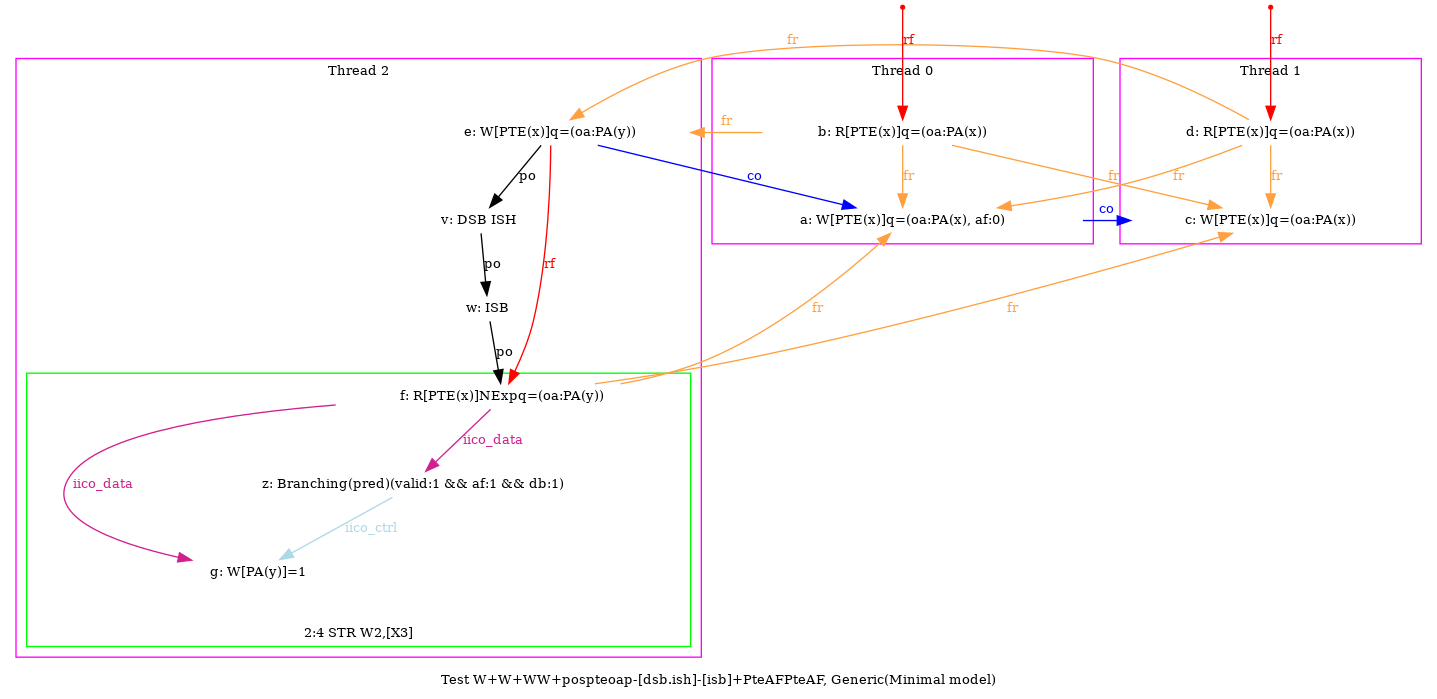 rf
rf
fr
Thread 2
Thread 0
Thread 1
fr
e: W[PTE(x)]q=(oa:PA(y))
b: R[PTE(x)]q=(oa:PA(x))
d: R[PTE(x)]q=(oa:PA(x))
po
co
fr
fr
fr
fr
co
v: DSB ISH
a: W[PTE(x)]q=(oa:PA(x), af:0)
c: W[PTE(x)]q=(oa:PA(x))
po
rf
w: ISB
fr
fr
po
f: R[PTE(x)]NExpq=(oa:PA(y))
iico_data
iico_data
z: Branching(pred)(valid:1 && af:1 && db:1)
iico_ctrl
g: W[PA(y)]=1
2:4 STR W2,[X3]
Test W+W+WW+pospteoap-[dsb.ish]-[isb]+PteAFPteAF, Generic(Minimal model)